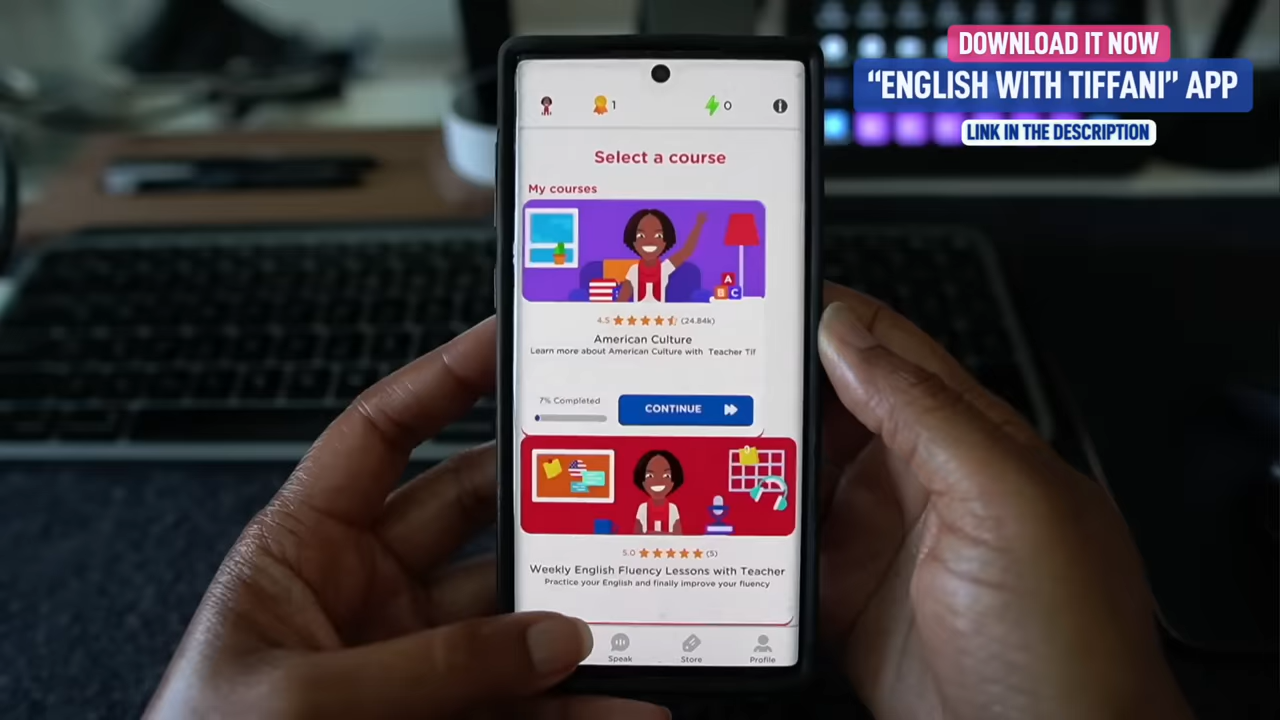 DOWNLOAD IT NOW
“ENGLISH WITH TIFFANI” APP
LINK IN THE DESCRIPTION
1
0
Select a course
My courses
A
B C
4.5 (24.84k)
American Culture
Learn more about American Culture with Teacher Tif
7% Completed
CONTINUE
5.0 (5)
Weekly English Fluency Lessons with Teacher
Practice your English and finally improve your fluency
Speak
Store
Profile